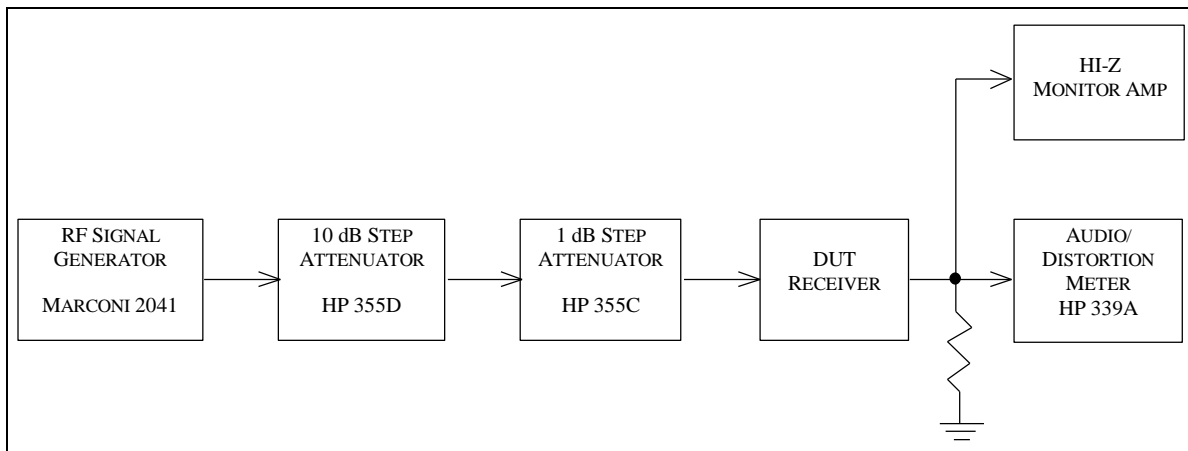 HI-Z
MONITOR AMP
RF SIGNAL
GENERATOR
MARCONI 2041
10 dB STEP
ATTENUATOR
HP 355D
1 dB STEP
ATTENUATOR
HP 355C
DUT
RECEIVER
AUDIO/
DISTORTION
METER
HP 339A